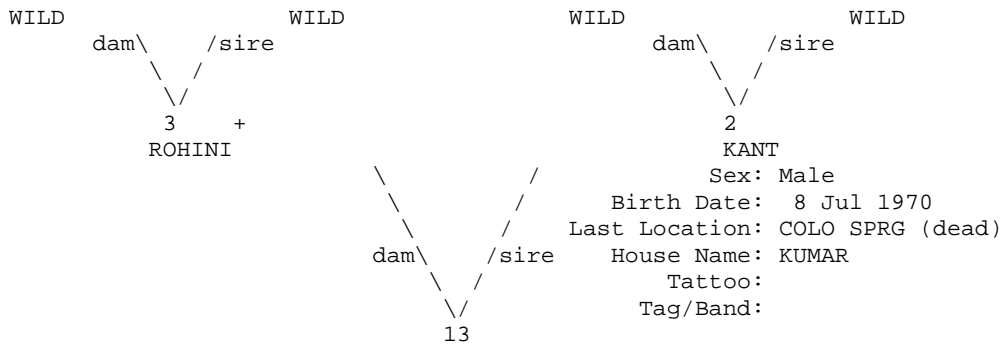 WILD WILD WILD WILD
dam\ /sire dam\ /sire
\ / \ /
\/ \/
3 + 2
ROHINI KANT
\ / Sex: Male
\ / Birth Date: 8 Jul 1970
\ / Last Location: COLO SPRG (dead)
dam\ /sire House Name: KUMAR
\ / Tattoo:
\/ Tag/Band:
13